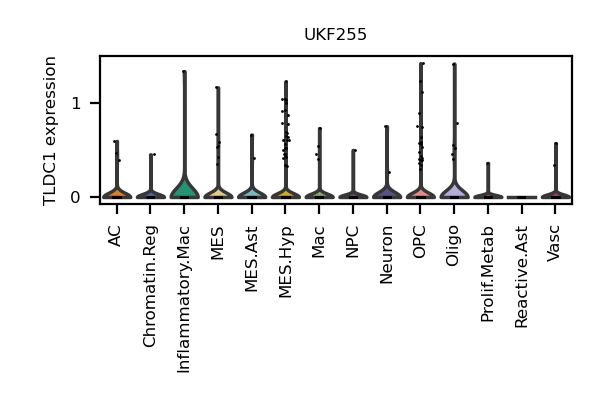 UKF255
TLDC1 expression
1
0
AC
Chromatin.Reg
Inflammatory.Mac
MES
MES.Ast
MES.Hyp
Mac
NPC
Neuron
OPC
Oligo
Prolif.Metab
Reactive.Ast
Vasc